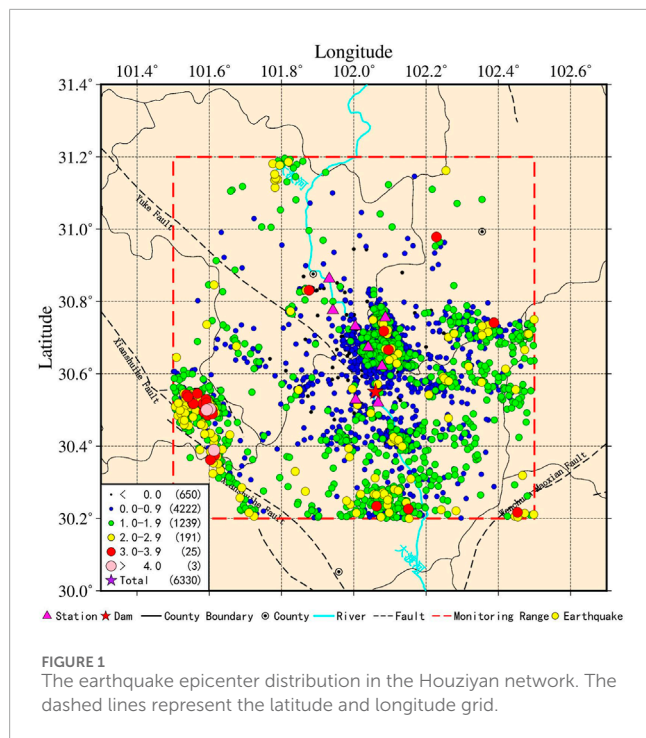 Longitude
101.4° 101.6° 101.8° 102.0° 102.2° 102.4° 102.6°
31.4°
31.2°
31.0°
30.8°
30.6°
30.4°
30.2°
30.0°
Latitude
Yuke Fault
Xianshuihe Fault
< 0.0 (650)
0.0-0.9 (4222)
1.0-1.9 (1239)
2.0-2.9 (191)
3.0-3.9 (25)
> 4.0 (3)
Total (6330)
Station Dam County Boundary County River Fault Monitoring Range Earthquake
FIGURE 1
The earthquake epicenter distribution in the Houziyan network. The
dashed lines represent the latitude and longitude grid.